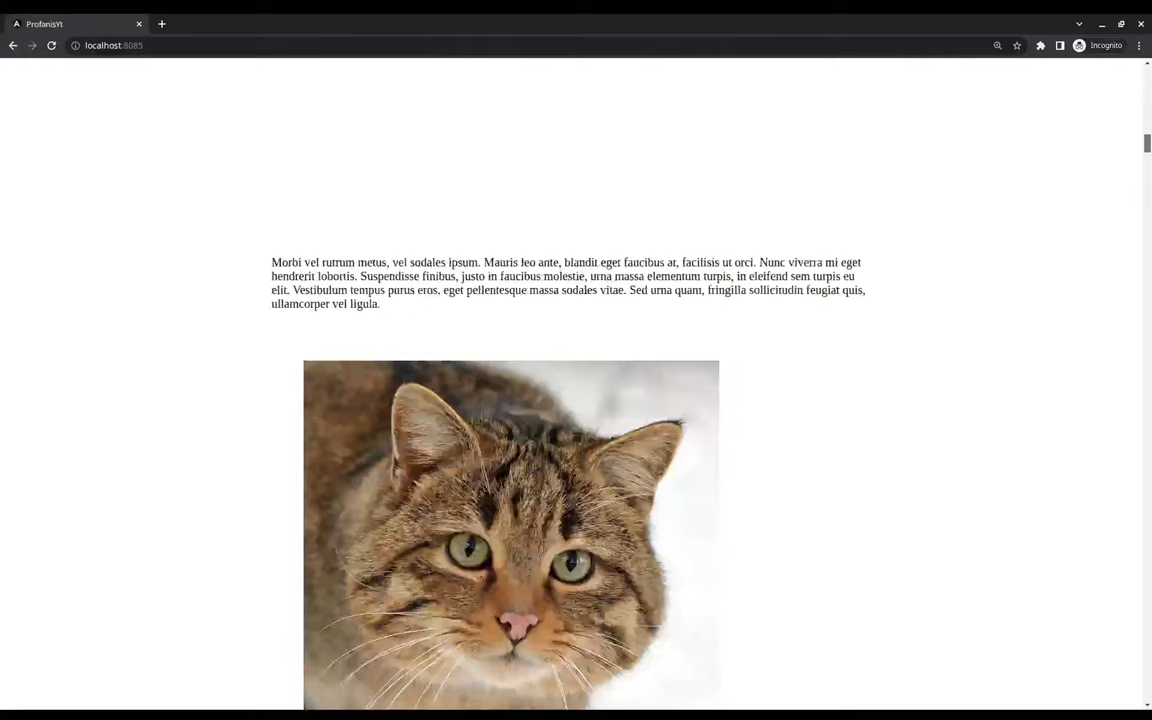 ProfanisYt
localhost:8085
Incognito
Morbi vel rutrum metus, vel sodales ipsum. Mauris leo ante, blandit eget faucibus at, facilisis ut orci. Nunc viverra mi eget
hendrerit lobortis. Suspendisse finibus, justo in faucibus molestie, urna massa elementum turpis, in eleifend sem turpis eu
elit. Vestibulum tempus purus eros, eget pellentesque massa sodales vitae. Sed urna quam, fringilla sollicitudin feugiat quis,
ullamcorper vel ligula.